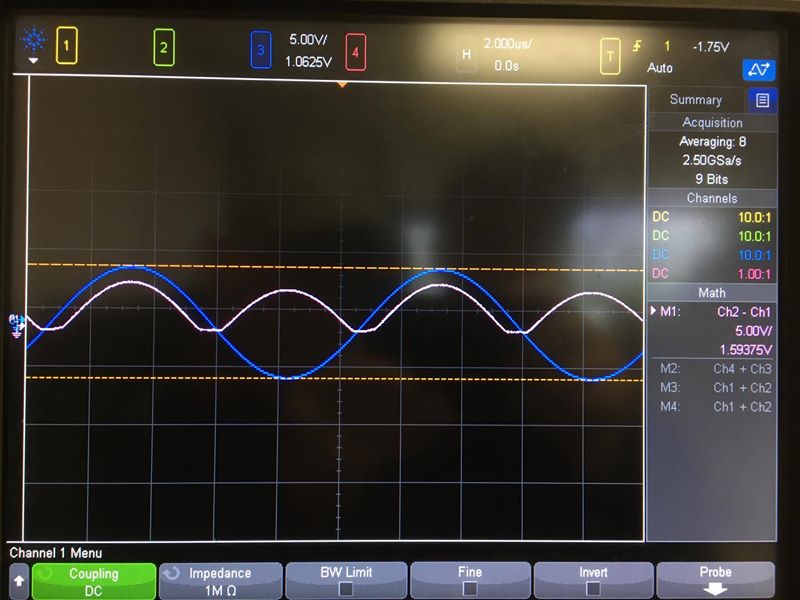 1
2
3
5.00V/
1.0625V
4
H
2.000us/
0.0s
T
1
-1.75V
Auto
Summary
Acquisition
Averaging: 8
2.50GSa/s
9 Bits
Channels
DC 10.0:1
DC 10.0:1
DC 10.0:1
DC 1.00:1
Math
M1: Ch2 - Ch1
5.00V/
1.59375V
M2: Ch4 + Ch3
M3: Ch1 + Ch2
M4: Ch1 + Ch2
Channel 1 Menu
Coupling
DC
Impedance
1M Ω
BW Limit
Fine
Invert
Probe